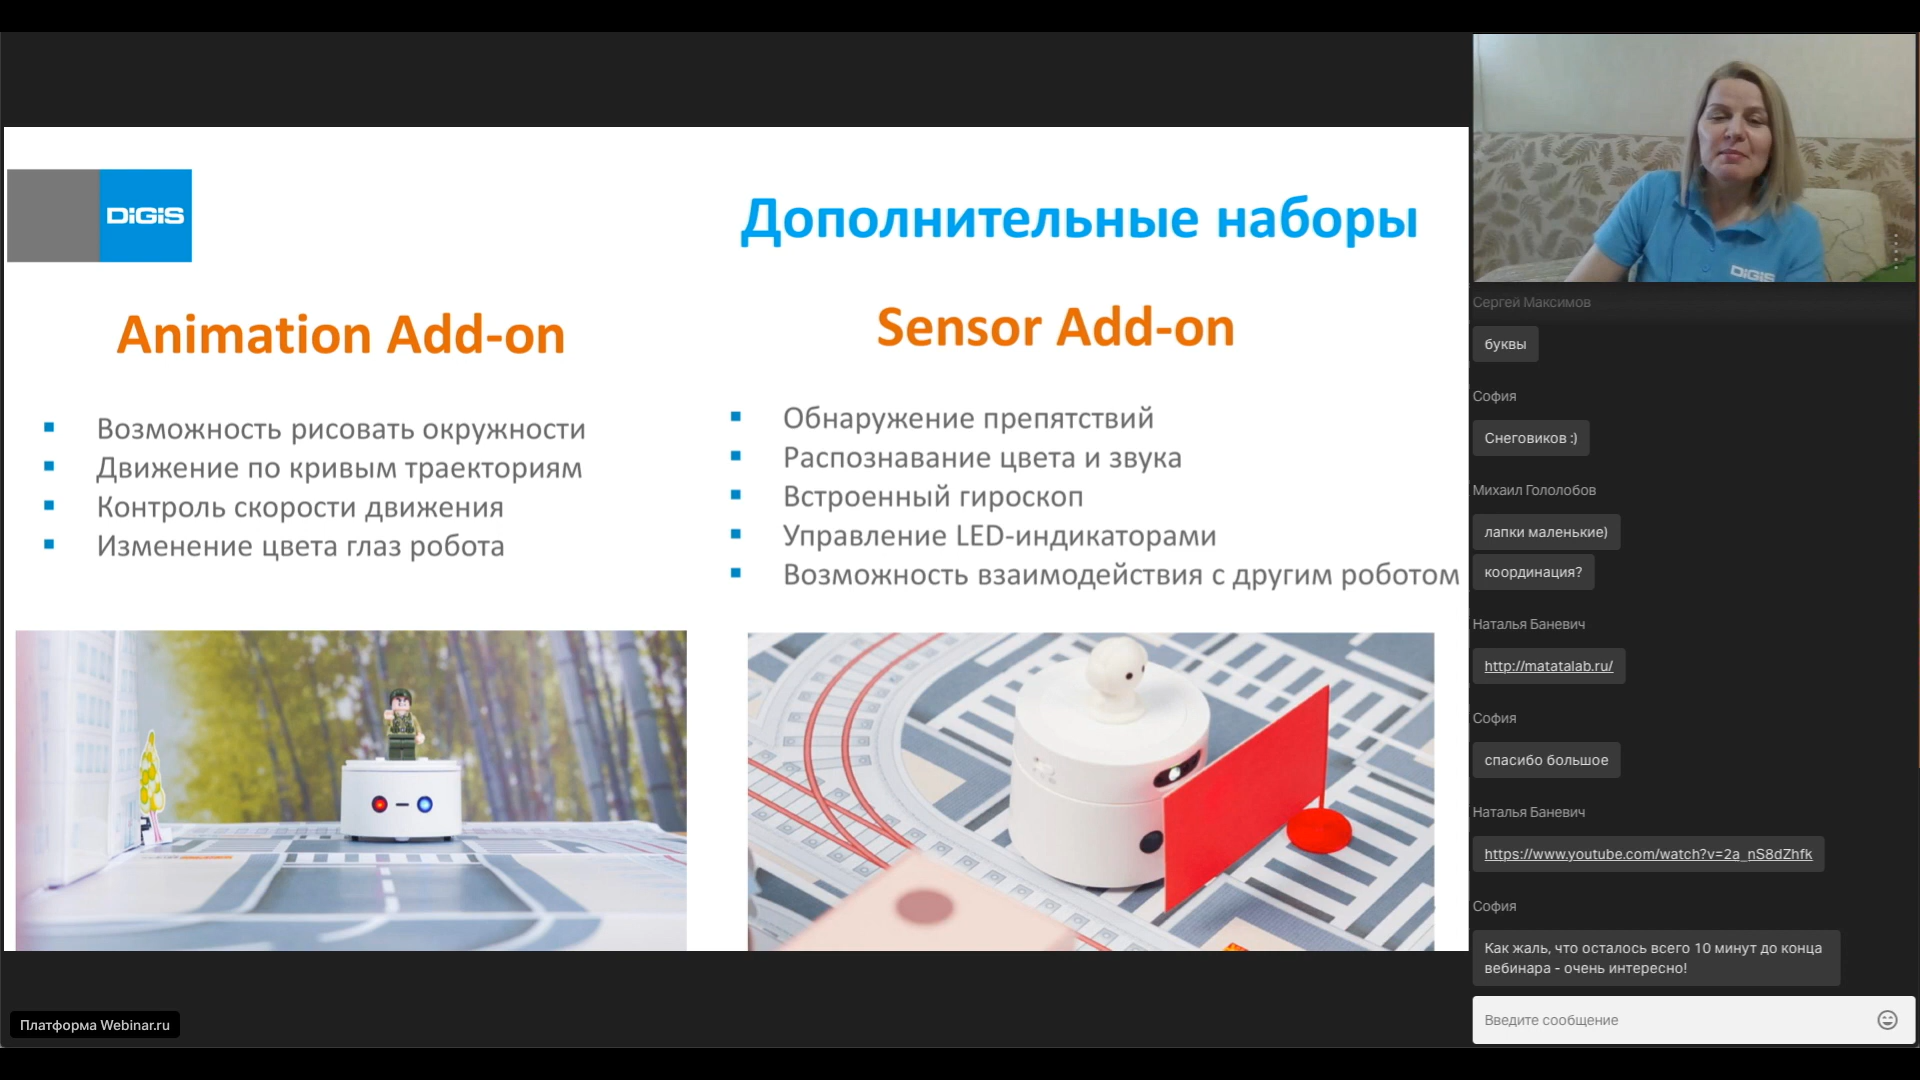 DiGiS
Дополнительные наборы
Animation Add-on
Возможность рисовать окружности
Движение по кривым траекториям
Контроль скорости движения
Изменение цвета глаз робота
Sensor Add-on
Обнаружение препятствий
Распознавание цвета и звука
Встроенный гироскоп
Управление LED-индикаторами
Возможность взаимодействия с другим роботом
Платформа Webinar.ru
DiGiS
Сергей Максимов
буквы
София
Снеговиков :)
Михаил Гололобов
лапки маленькие)
координация?
Наталья Баневич
http://matatalab.ru/
София
спасибо большое
Наталья Баневич
https://www.youtube.com/watch?v=2a_nS8dZhfk
София
Как жаль, что осталось всего 10 минут до конца
вебинара - очень интересно!
Введите сообщение